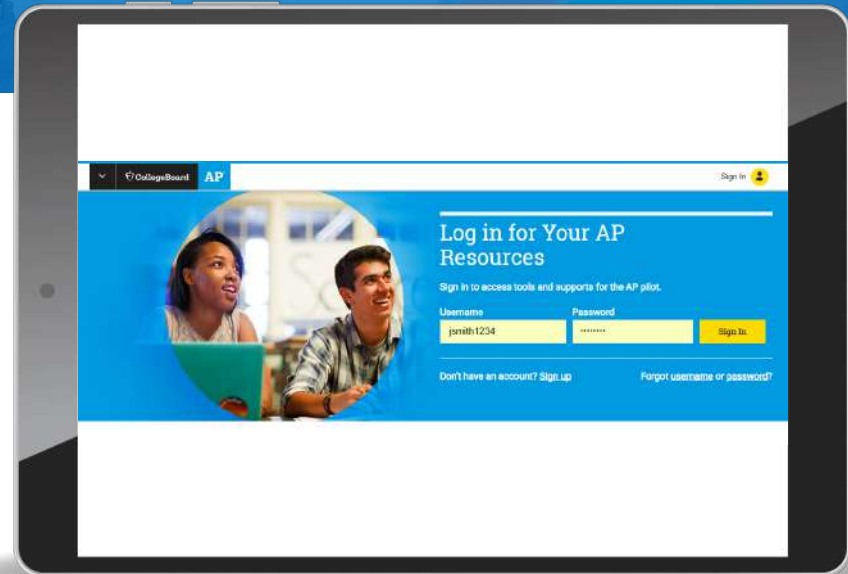 CollegeBoard AP
Sign In
Log in for Your AP
Resources
Sign in to access tools and supports for the AP pilot.
Username Password
jsmith1234 ········ Sign In
Don't have an account? Sign up Forgot username or password?